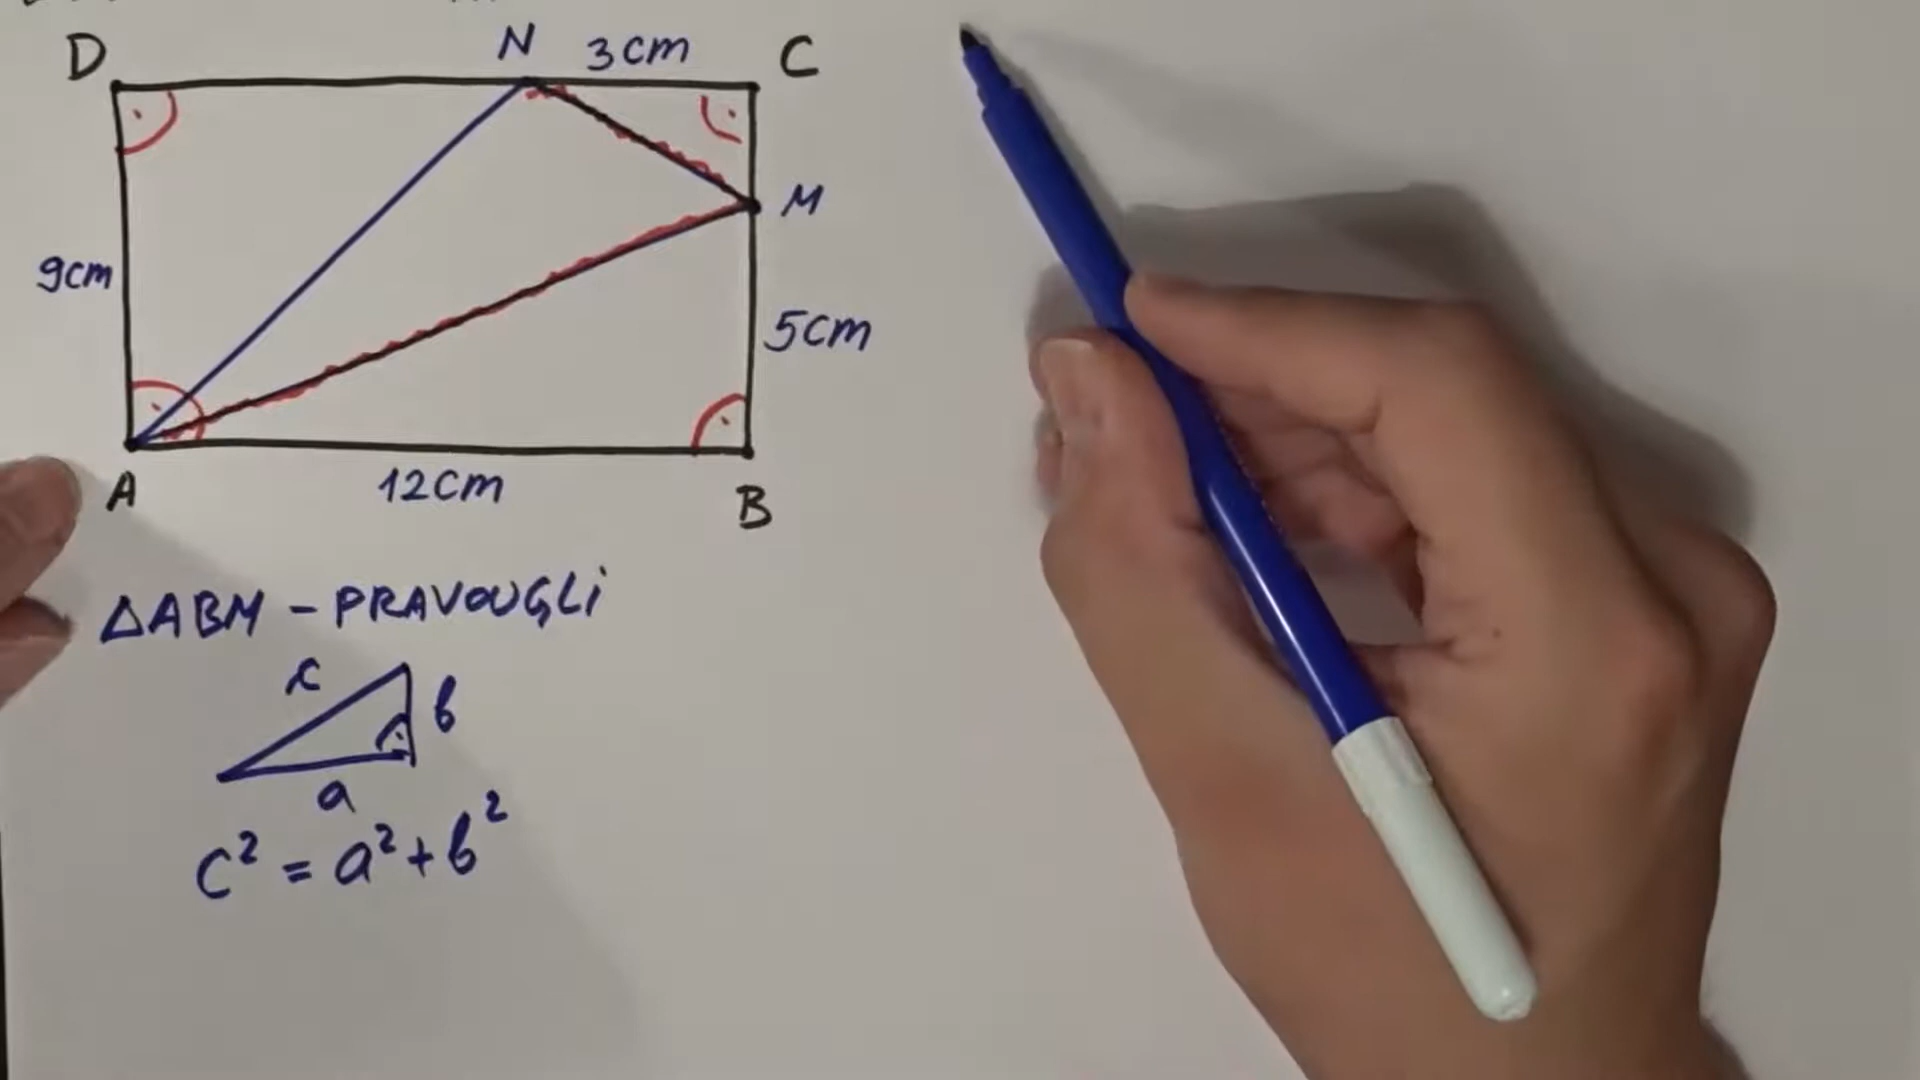 D N 3cm C
M
9cm
5cm
A 12cm B
△ABM - PRAVOUGLI
c
b
a
c² = a² + b²